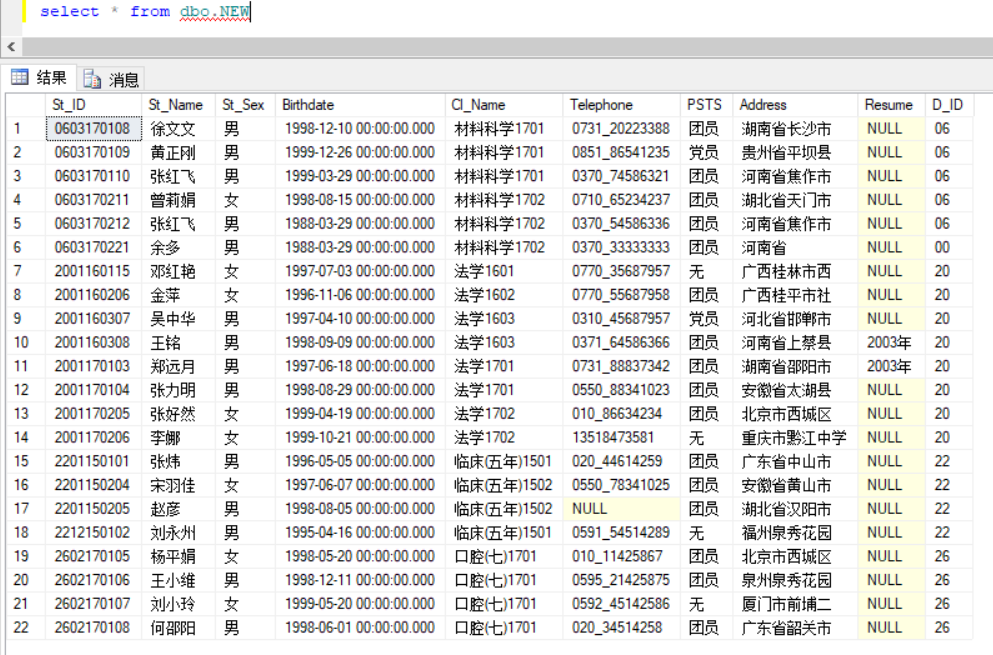 select * from dbo.NEW
结果 消息
St_ID St_Name St_Sex Birthdate Cl_Name Telephone PSTS Address Resume D_ID
1 0603170108 徐文文 男 1998-12-10 00:00:00.000 材料科学1701 0731_20223388 团员 湖南省长沙市 NULL 06
2 0603170109 黄正刚 男 1999-12-26 00:00:00.000 材料科学1701 0851_86541235 党员 贵州省平坝县 NULL 06
3 0603170110 张红飞 男 1999-03-29 00:00:00.000 材料科学1701 0370_74586321 团员 河南省焦作市 NULL 06
4 0603170211 曾莉娟 女 1998-08-15 00:00:00.000 材料科学1702 0710_65234237 团员 湖北省天门市 NULL 06
5 0603170212 张红飞 男 1988-03-29 00:00:00.000 材料科学1702 0370_54586336 团员 河南省焦作市 NULL 06
6 0603170221 余多 男 1988-03-29 00:00:00.000 材料科学1702 0370_33333333 团员 河南省 NULL 00
7 2001160115 邓红艳 女 1997-07-03 00:00:00.000 法学1601 0770_35687957 无 广西桂林市西 NULL 20
8 2001160206 金萍 女 1996-11-06 00:00:00.000 法学1602 0770_55687958 团员 广西桂平市社 NULL 20
9 2001160307 吴中华 男 1997-04-10 00:00:00.000 法学1603 0310_45687957 党员 河北省邯郸市 NULL 20
10 2001160308 王铭 男 1998-09-09 00:00:00.000 法学1603 0371_64586366 团员 河南省上蔡县 2003年 20
11 2001170103 郑远月 男 1997-06-18 00:00:00.000 法学1701 0731_88837342 团员 湖南省邵阳市 2003年 20
12 2001170104 张力明 男 1998-08-29 00:00:00.000 法学1701 0550_88341023 团员 安徽省太湖县 NULL 20
13 2001170205 张好然 女 1999-04-19 00:00:00.000 法学1702 010_86634234 团员 北京市西城区 NULL 20
14 2001170206 李娜 女 1999-10-21 00:00:00.000 法学1702 13518473581 无 重庆市黔江中学 NULL 20
15 2201150101 张炜 男 1996-05-05 00:00:00.000 临床(五年)1501 020_44614259 团员 广东省中山市 NULL 22
16 2201150204 宋羽佳 女 1997-06-07 00:00:00.000 临床(五年)1502 0550_78341025 团员 安徽省黄山市 NULL 22
17 2201150205 赵彦 男 1998-08-05 00:00:00.000 临床(五年)1502 NULL 团员 湖北省汉阳市 NULL 22
18 2212150102 刘永州 男 1995-04-16 00:00:00.000 临床(五年)1501 0591_54514289 无 福州泉秀花园 NULL 22
19 2602170105 杨平娟 女 1998-05-20 00:00:00.000 口腔(七)1701 010_11425867 团员 北京市西城区 NULL 26
20 2602170106 王小维 男 1998-12-11 00:00:00.000 口腔(七)1701 0595_21425875 团员 泉州泉秀花园 NULL 26
21 2602170107 刘小玲 女 1999-05-20 00:00:00.000 口腔(七)1701 0592_45142586 无 厦门市前埔二 NULL 26
22 2602170108 何邵阳 男 1998-06-01 00:00:00.000 口腔(七)1701 020_34514258 团员 广东省韶关市 NULL 26